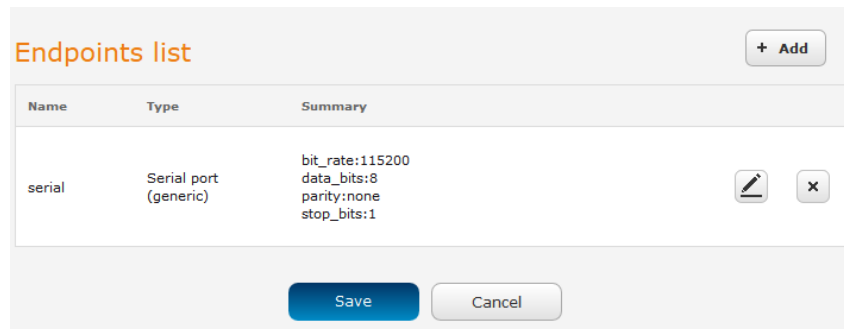 Endpoints list
+ Add
Name Type Summary
serial
Serial port
(generic)
bit_rate:115200
data_bits:8
parity:none
stop_bits:1
Save Cancel